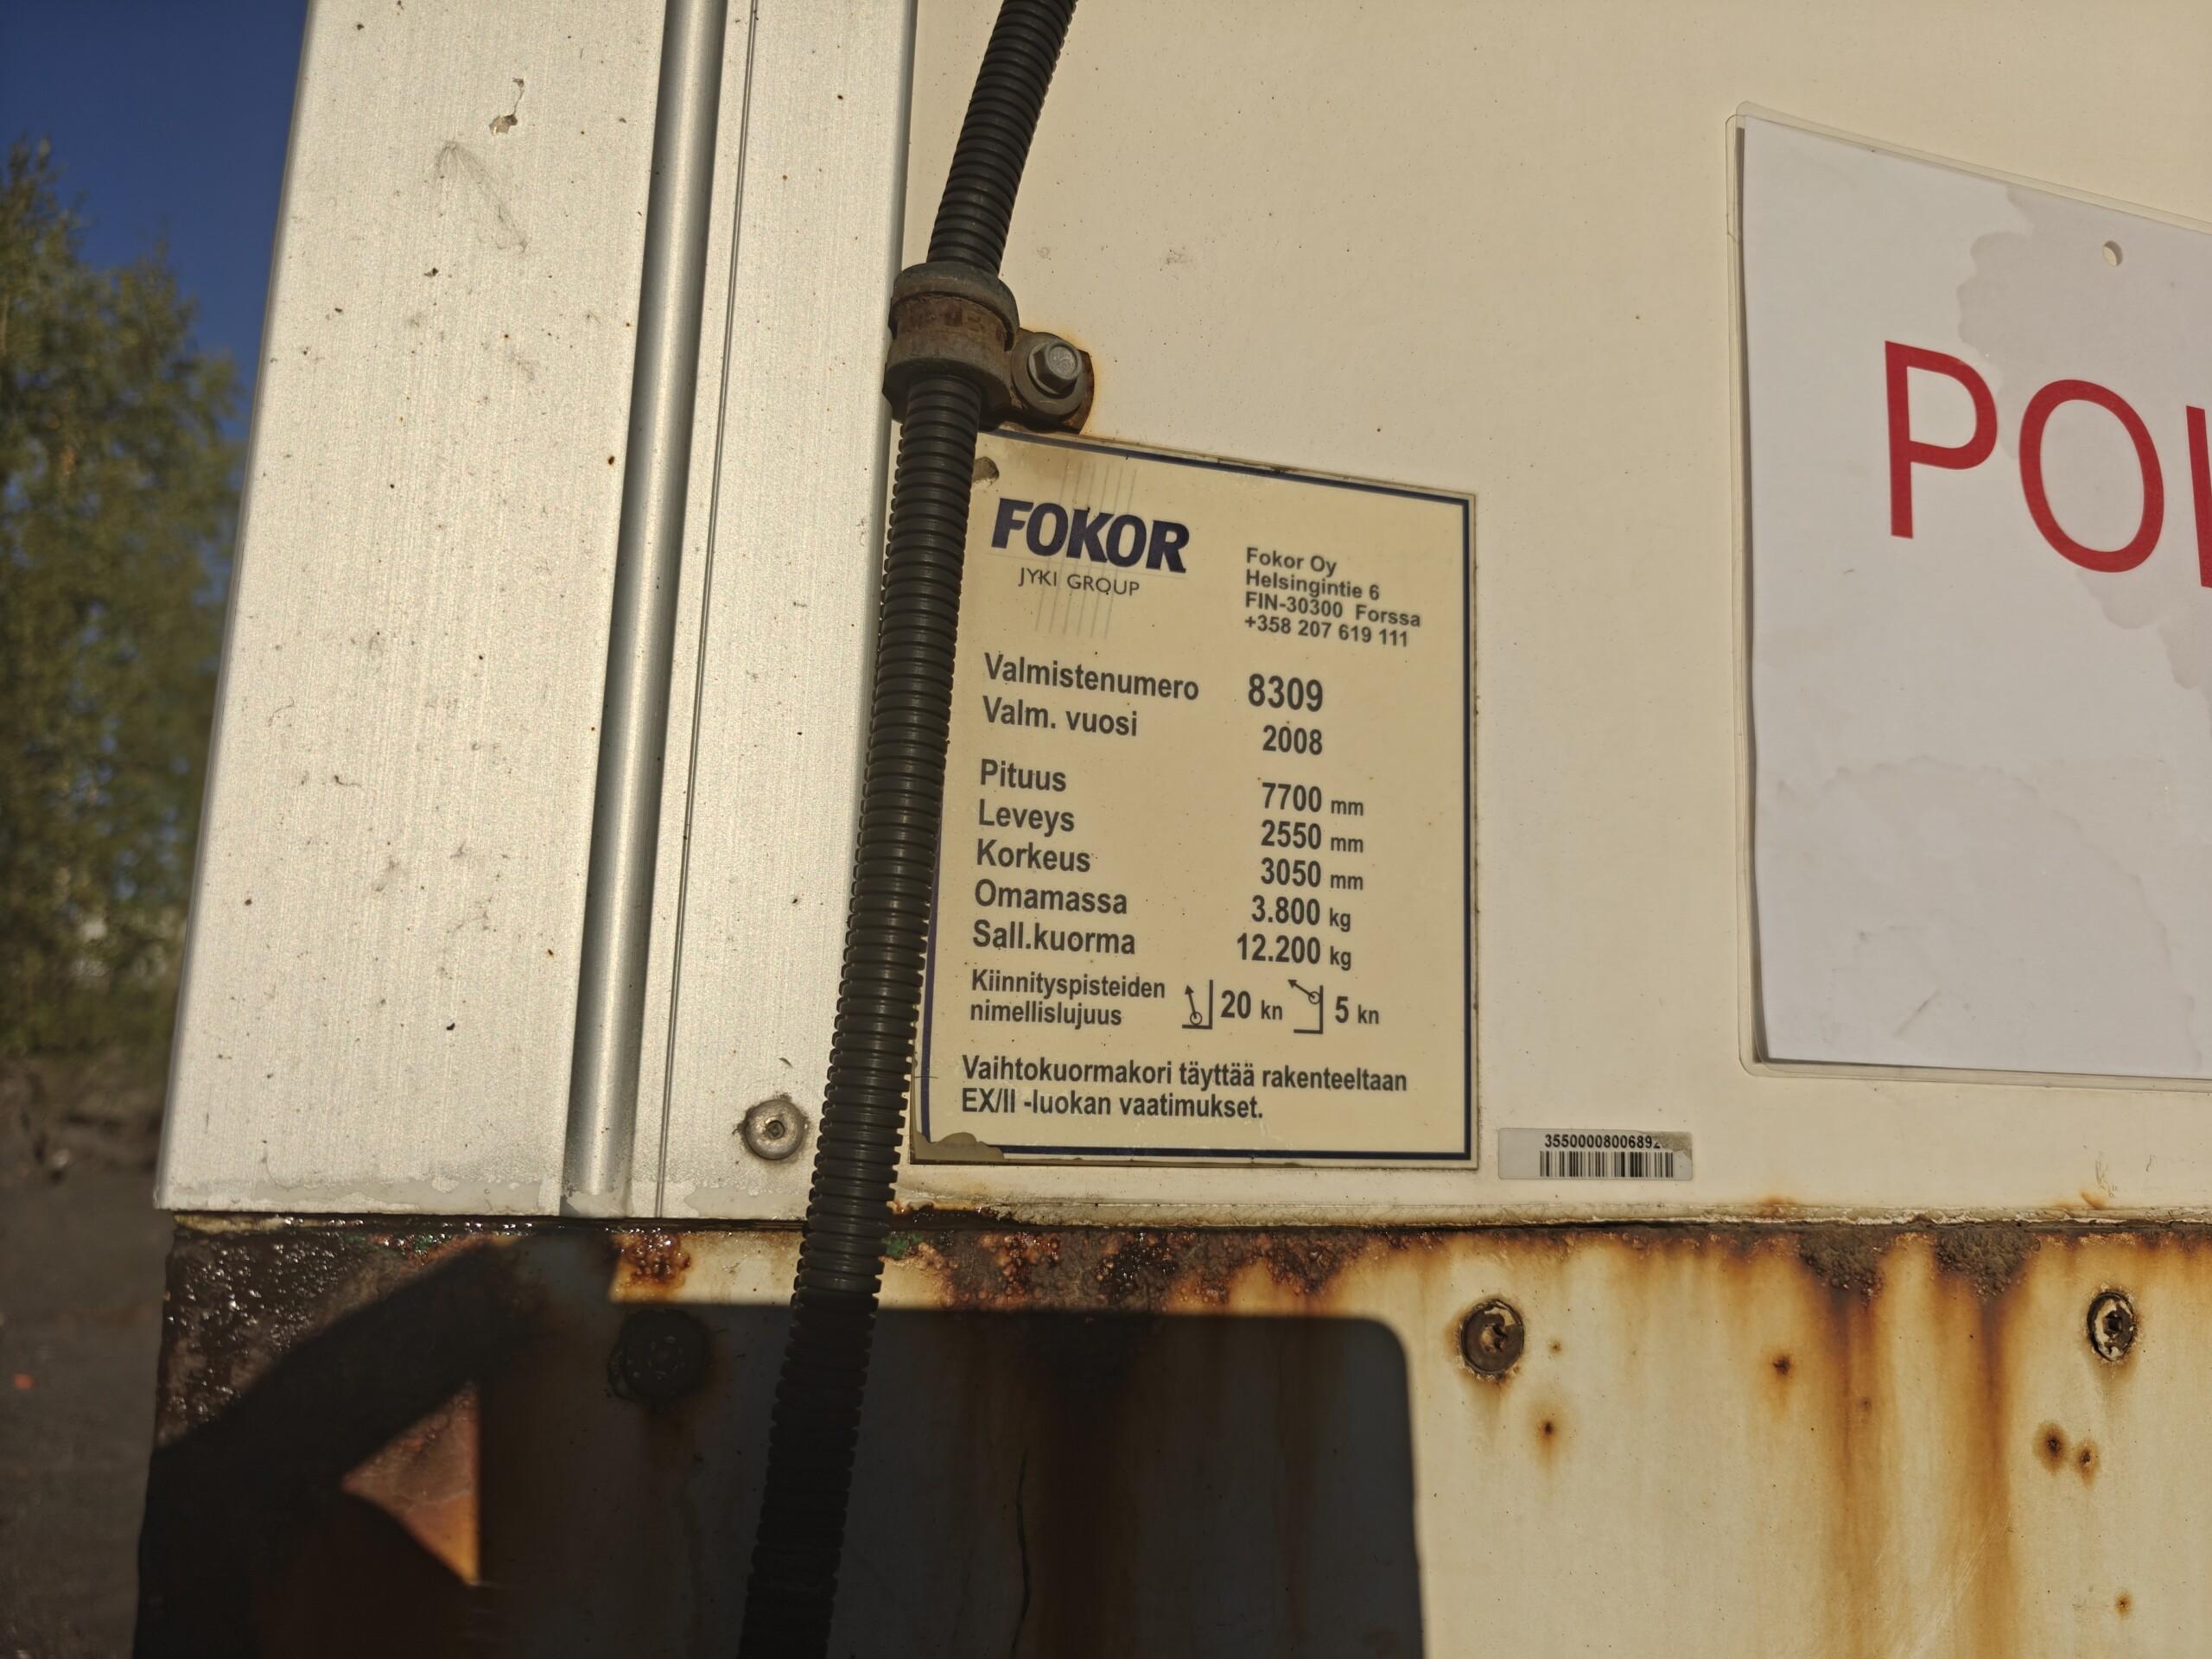 FOKOR
JYKI GROUP
Fokor Oy
Helsingintie 6
FIN-30300 Forssa
+358 207 619 111
Valmistenumero 8309
Valm. vuosi 2008
Pituus 7700 mm
Leveys 2550 mm
Korkeus 3050 mm
Omamassa 3.800 kg
Sall.kuorma 12.200 kg
Kiinnityspisteiden
nimellislujuus 20 kn 5 kn
Vaihtokuormakori täyttää rakenteeltaan
EX/II -luokan vaatimukset.